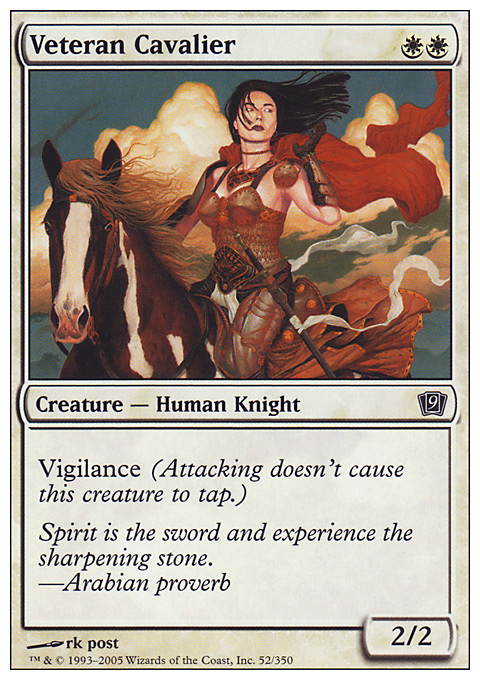 Veteran Cavalier
Creature — Human Knight
9
Vigilance (Attacking doesn't cause
this creature to tap.)
Spirit is the sword and experience the
sharpening stone.
—Arabian proverb
rk post
2/2
™ & © 1993–2005 Wizards of the Coast, Inc. 52/350